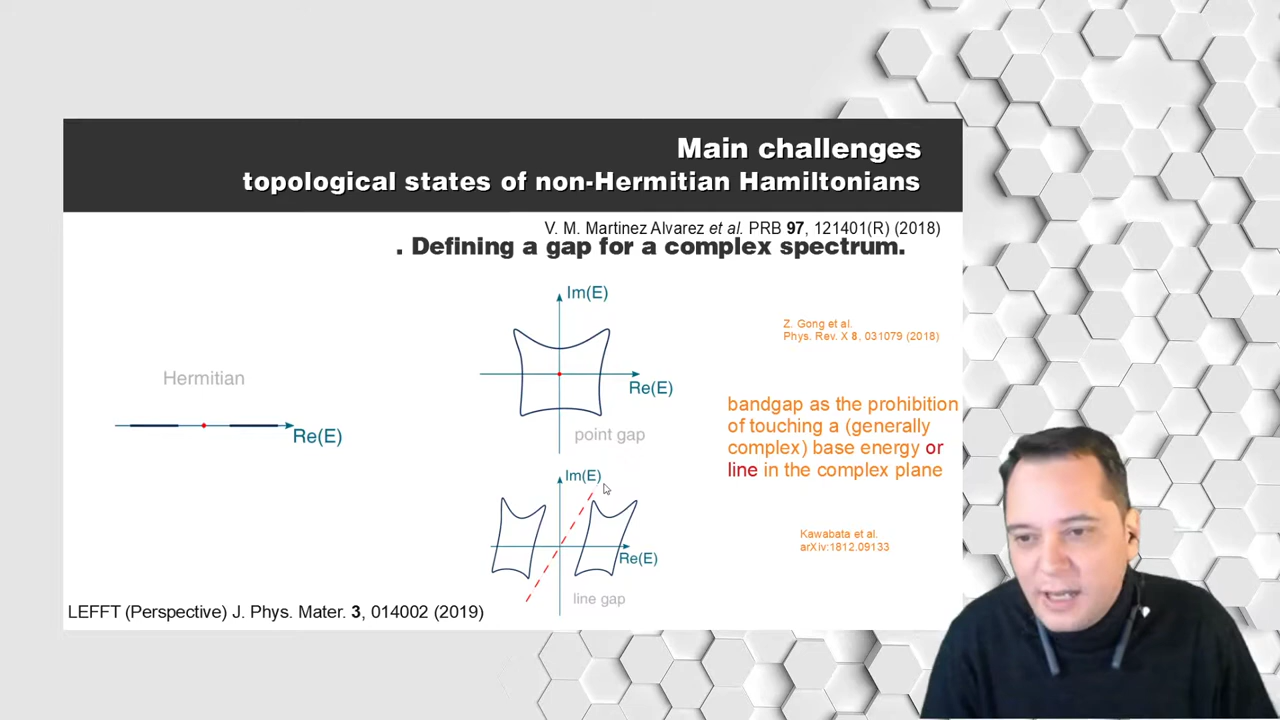 Main challenges
topological states of non-Hermitian Hamiltonians
V. M. Martinez Alvarez et al. PRB 97, 121401(R) (2018)
. Defining a gap for a complex spectrum.
Im(E)
Z. Gong et al.
Phys. Rev. X 8, 031079 (2018)
Hermitian
Re(E)
Re(E)
point gap
bandgap as the prohibition
of touching a (generally
complex) base energy or
line in the complex plane
Im(E)
Re(E)
line gap
Kawabata et al.
arXiv:1812.09133
LEFFT (Perspective) J. Phys. Mater. 3, 014002 (2019)